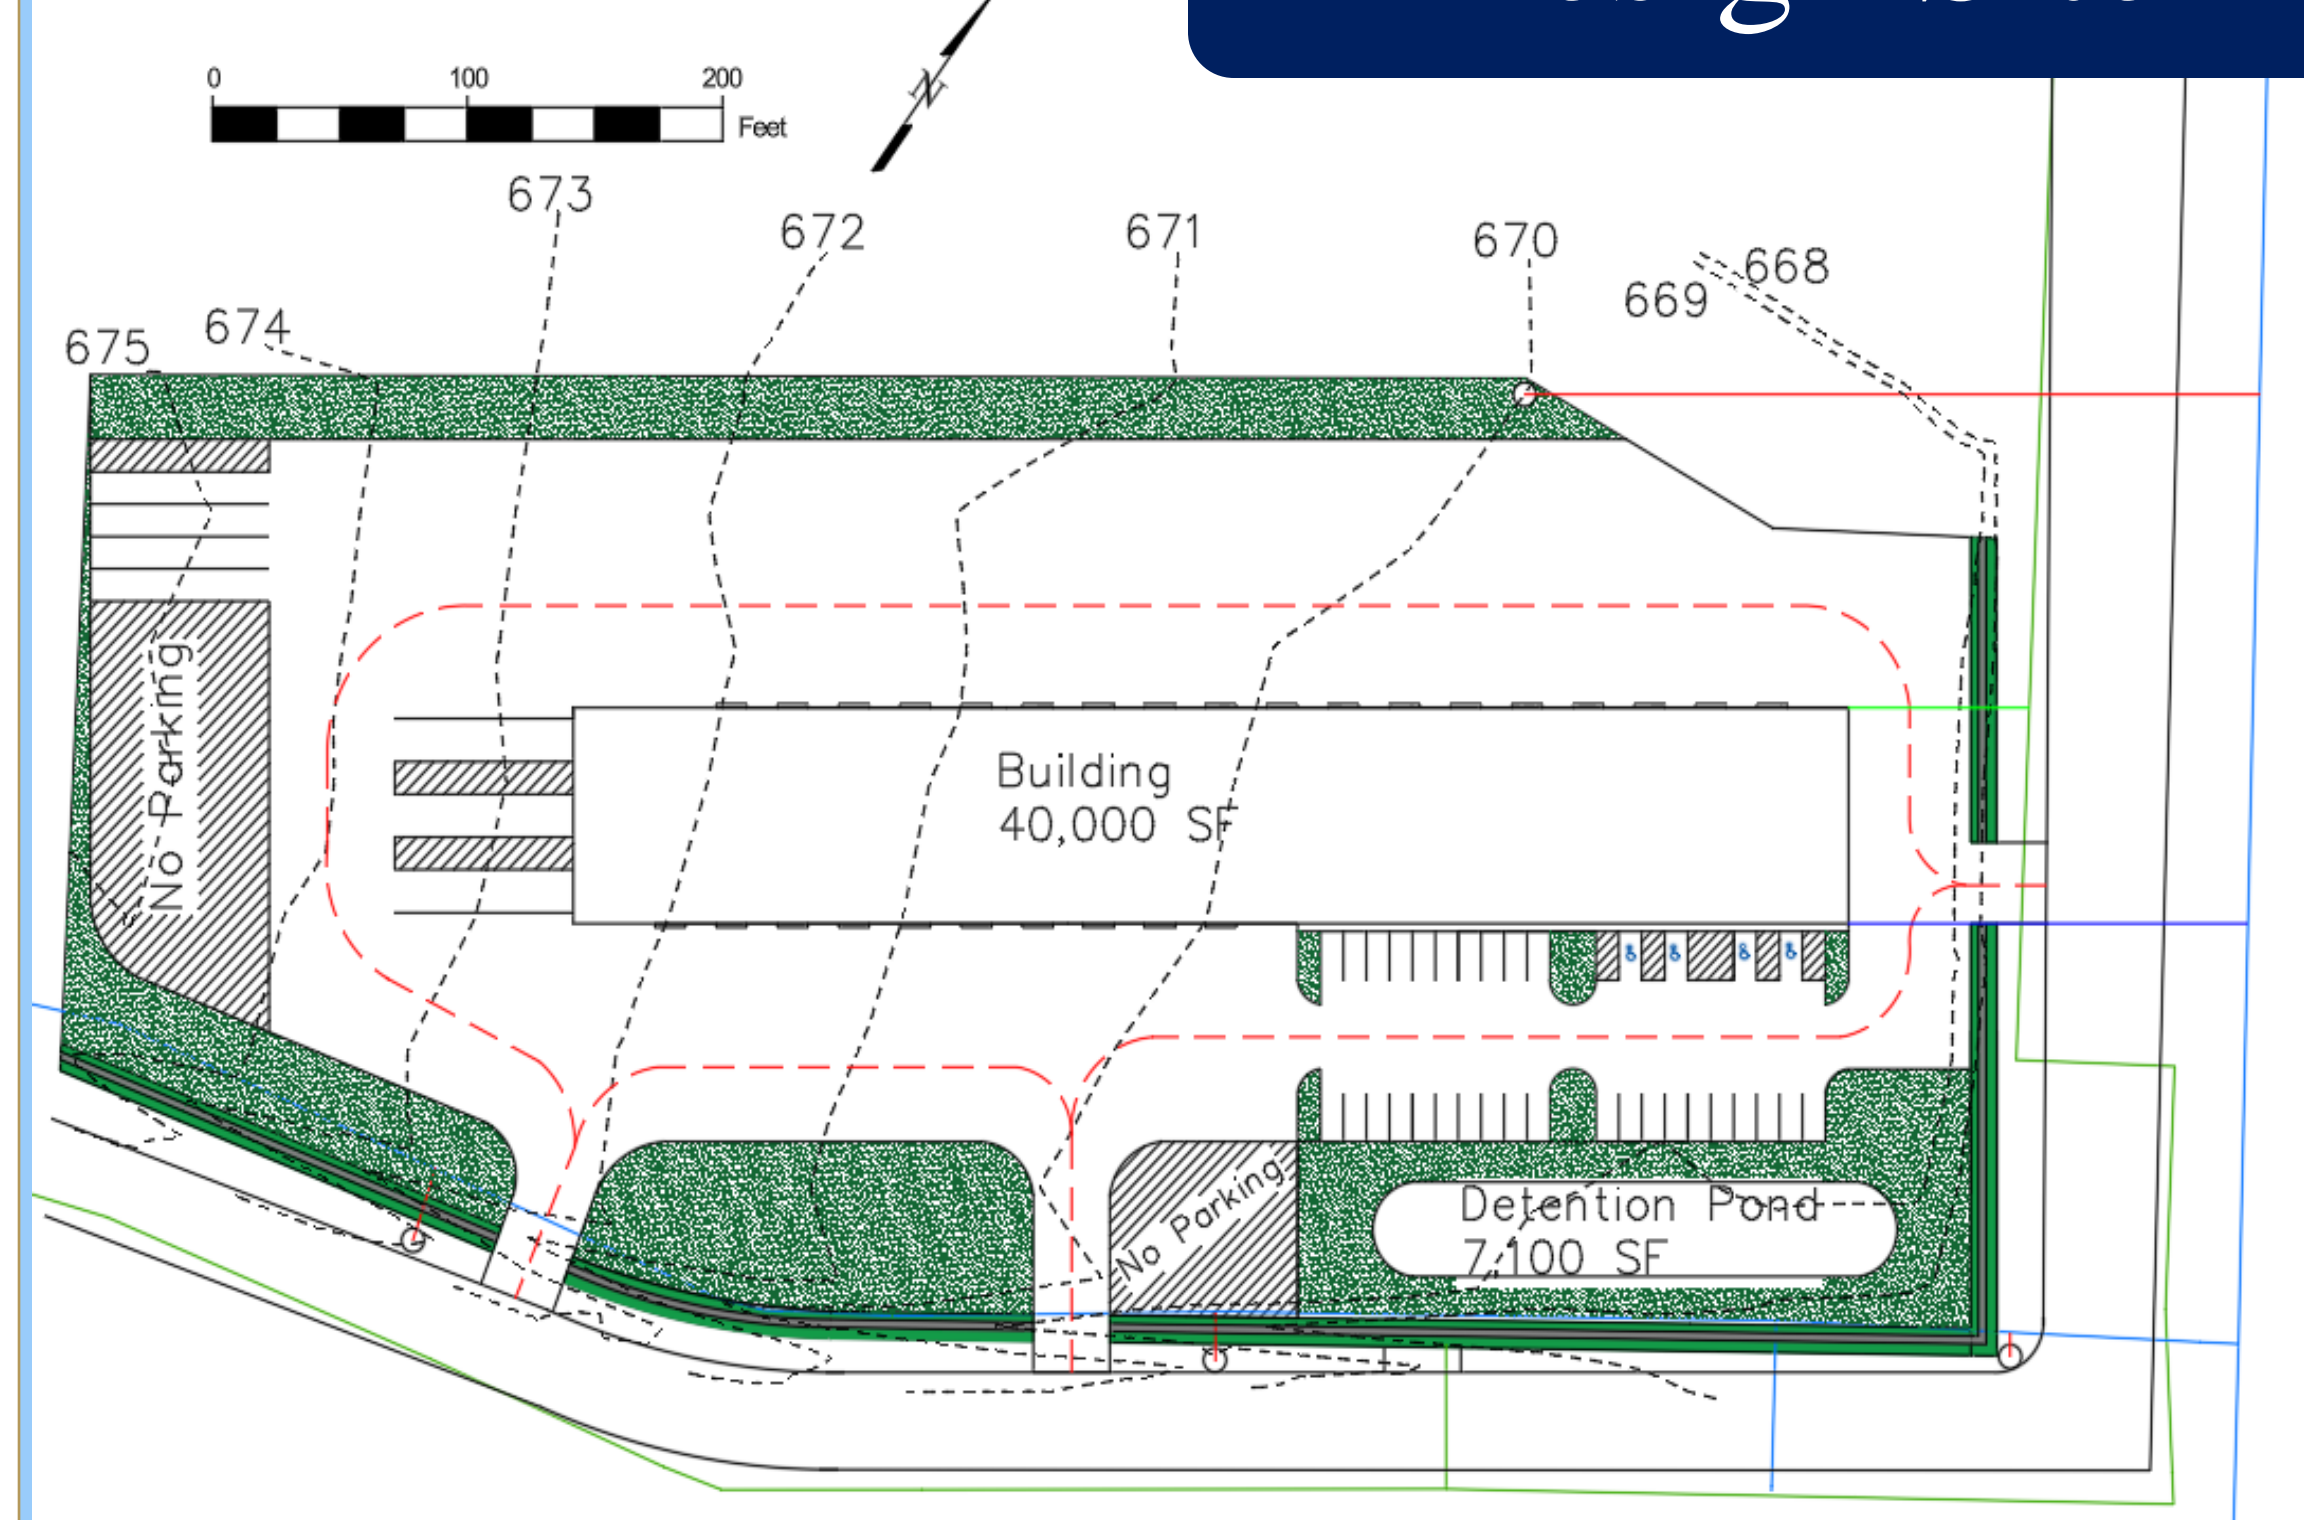 0 100 200
Feet
N
673
672
671
670
668
669
674
675
No Parking
Building
40,000 SF
No Parking
Detention Pond
7,100 SF